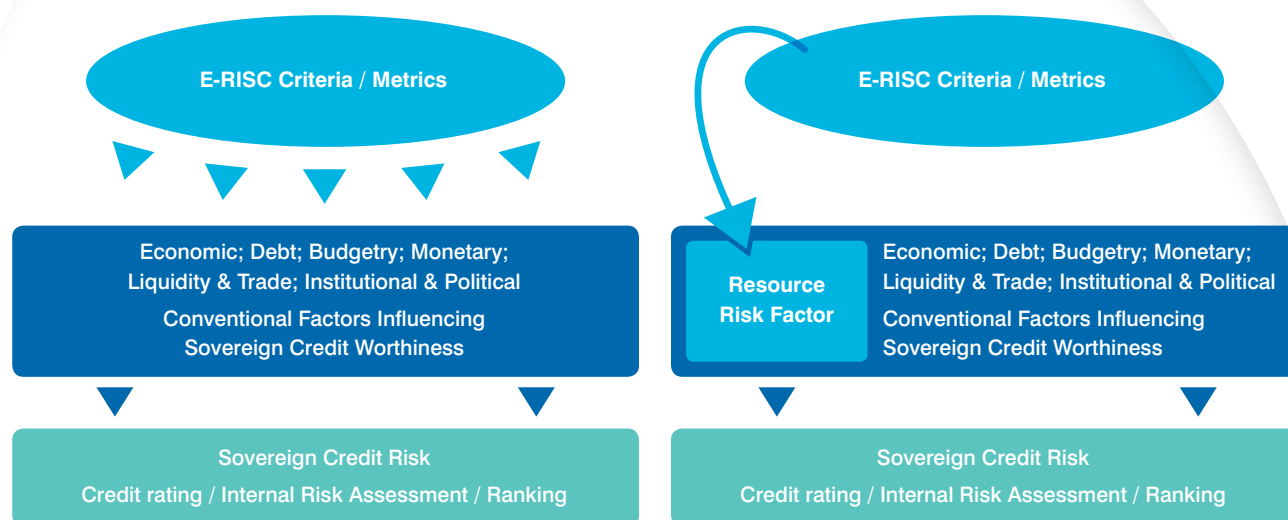 E-RISC Criteria / Metrics
Economic; Debt; Budgetry; Monetary;
Liquidity & Trade; Institutional & Political
Conventional Factors Influencing
Sovereign Credit Worthiness
Sovereign Credit Risk
Credit rating / Internal Risk Assessment / Ranking
E-RISC Criteria / Metrics
Resource
Risk Factor
Economic; Debt; Budgetry; Monetary;
Liquidity & Trade; Institutional & Political
Conventional Factors Influencing
Sovereign Credit Worthiness
Sovereign Credit Risk
Credit rating / Internal Risk Assessment / Ranking